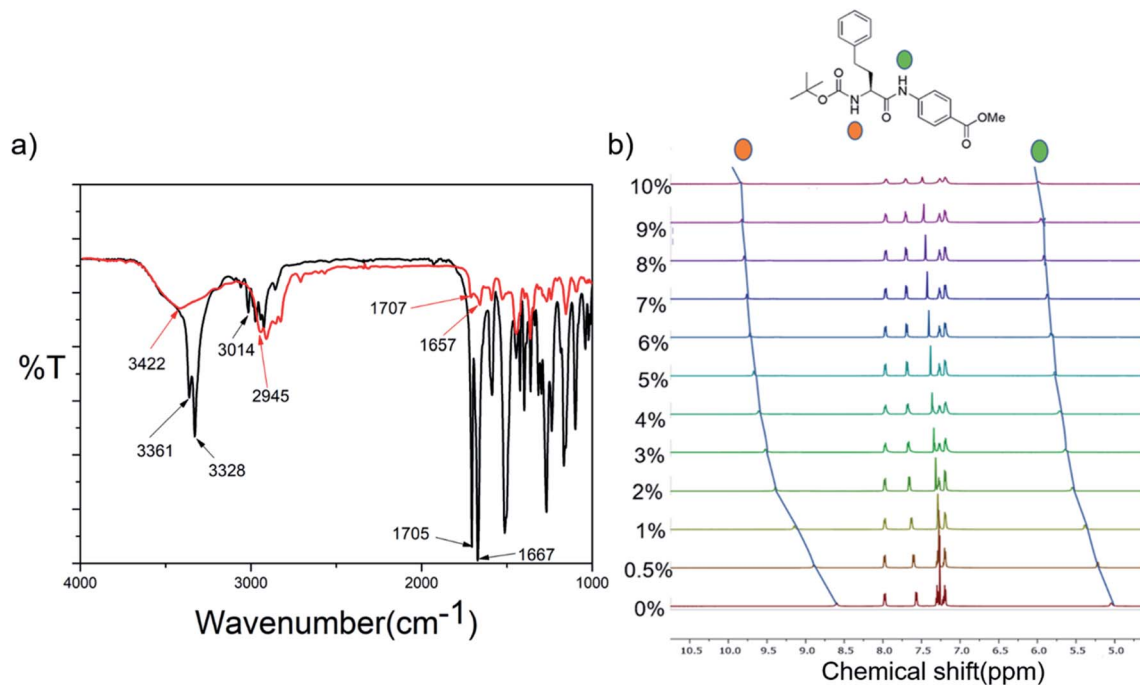 a)
%T
3422
3361
3328
3014
2945
1707
1657
1705
1667
4000
3000
2000
1000
Wavenumber(cm-1)
O
O
N
H
O
H
N
O
OMe
b)
10%
9%
8%
7%
6%
5%
4%
3%
2%
1%
0.5%
0%
10.5 10.0 9.5 9.0 8.5 8.0 7.5 7.0 6.5 6.0 5.5 5.0
Chemical shift(ppm)